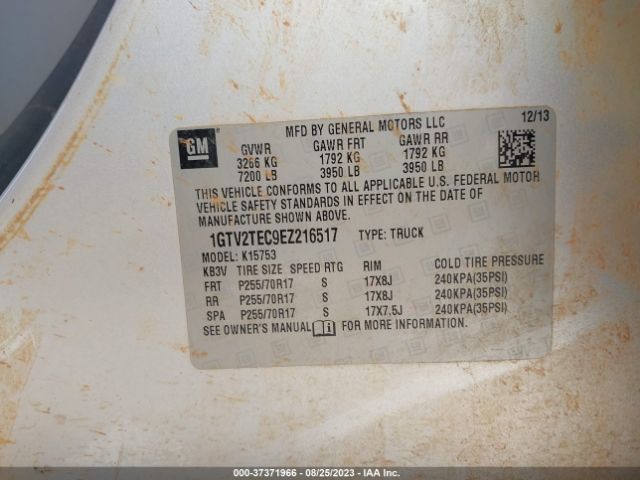 GM
MFD BY GENERAL MOTORS LLC 12/13
GVWR GAWR FRT GAWR RR
3266 KG 1792 KG 1792 KG
7200 LB 3950 LB 3950 LB
THIS VEHICLE CONFORMS TO ALL APPLICABLE U.S. FEDERAL MOTOR
VEHICLE SAFETY STANDARDS IN EFFECT ON THE DATE OF
MANUFACTURE SHOWN ABOVE.
1GTV2TEC9EZ216517 TYPE: TRUCK
MODEL: K15753
KB3V TIRE SIZE SPEED RTG RIM COLD TIRE PRESSURE
FRT P255/70R17 S 17X8J 240KPA(35PSI)
RR P255/70R17 S 17X8J 240KPA(35PSI)
SPA P255/70R17 S 17X7.5J 240KPA(35PSI)
SEE OWNER'S MANUAL FOR MORE INFORMATION.
000-37371966 - 08/25/2023 - IAA Inc.